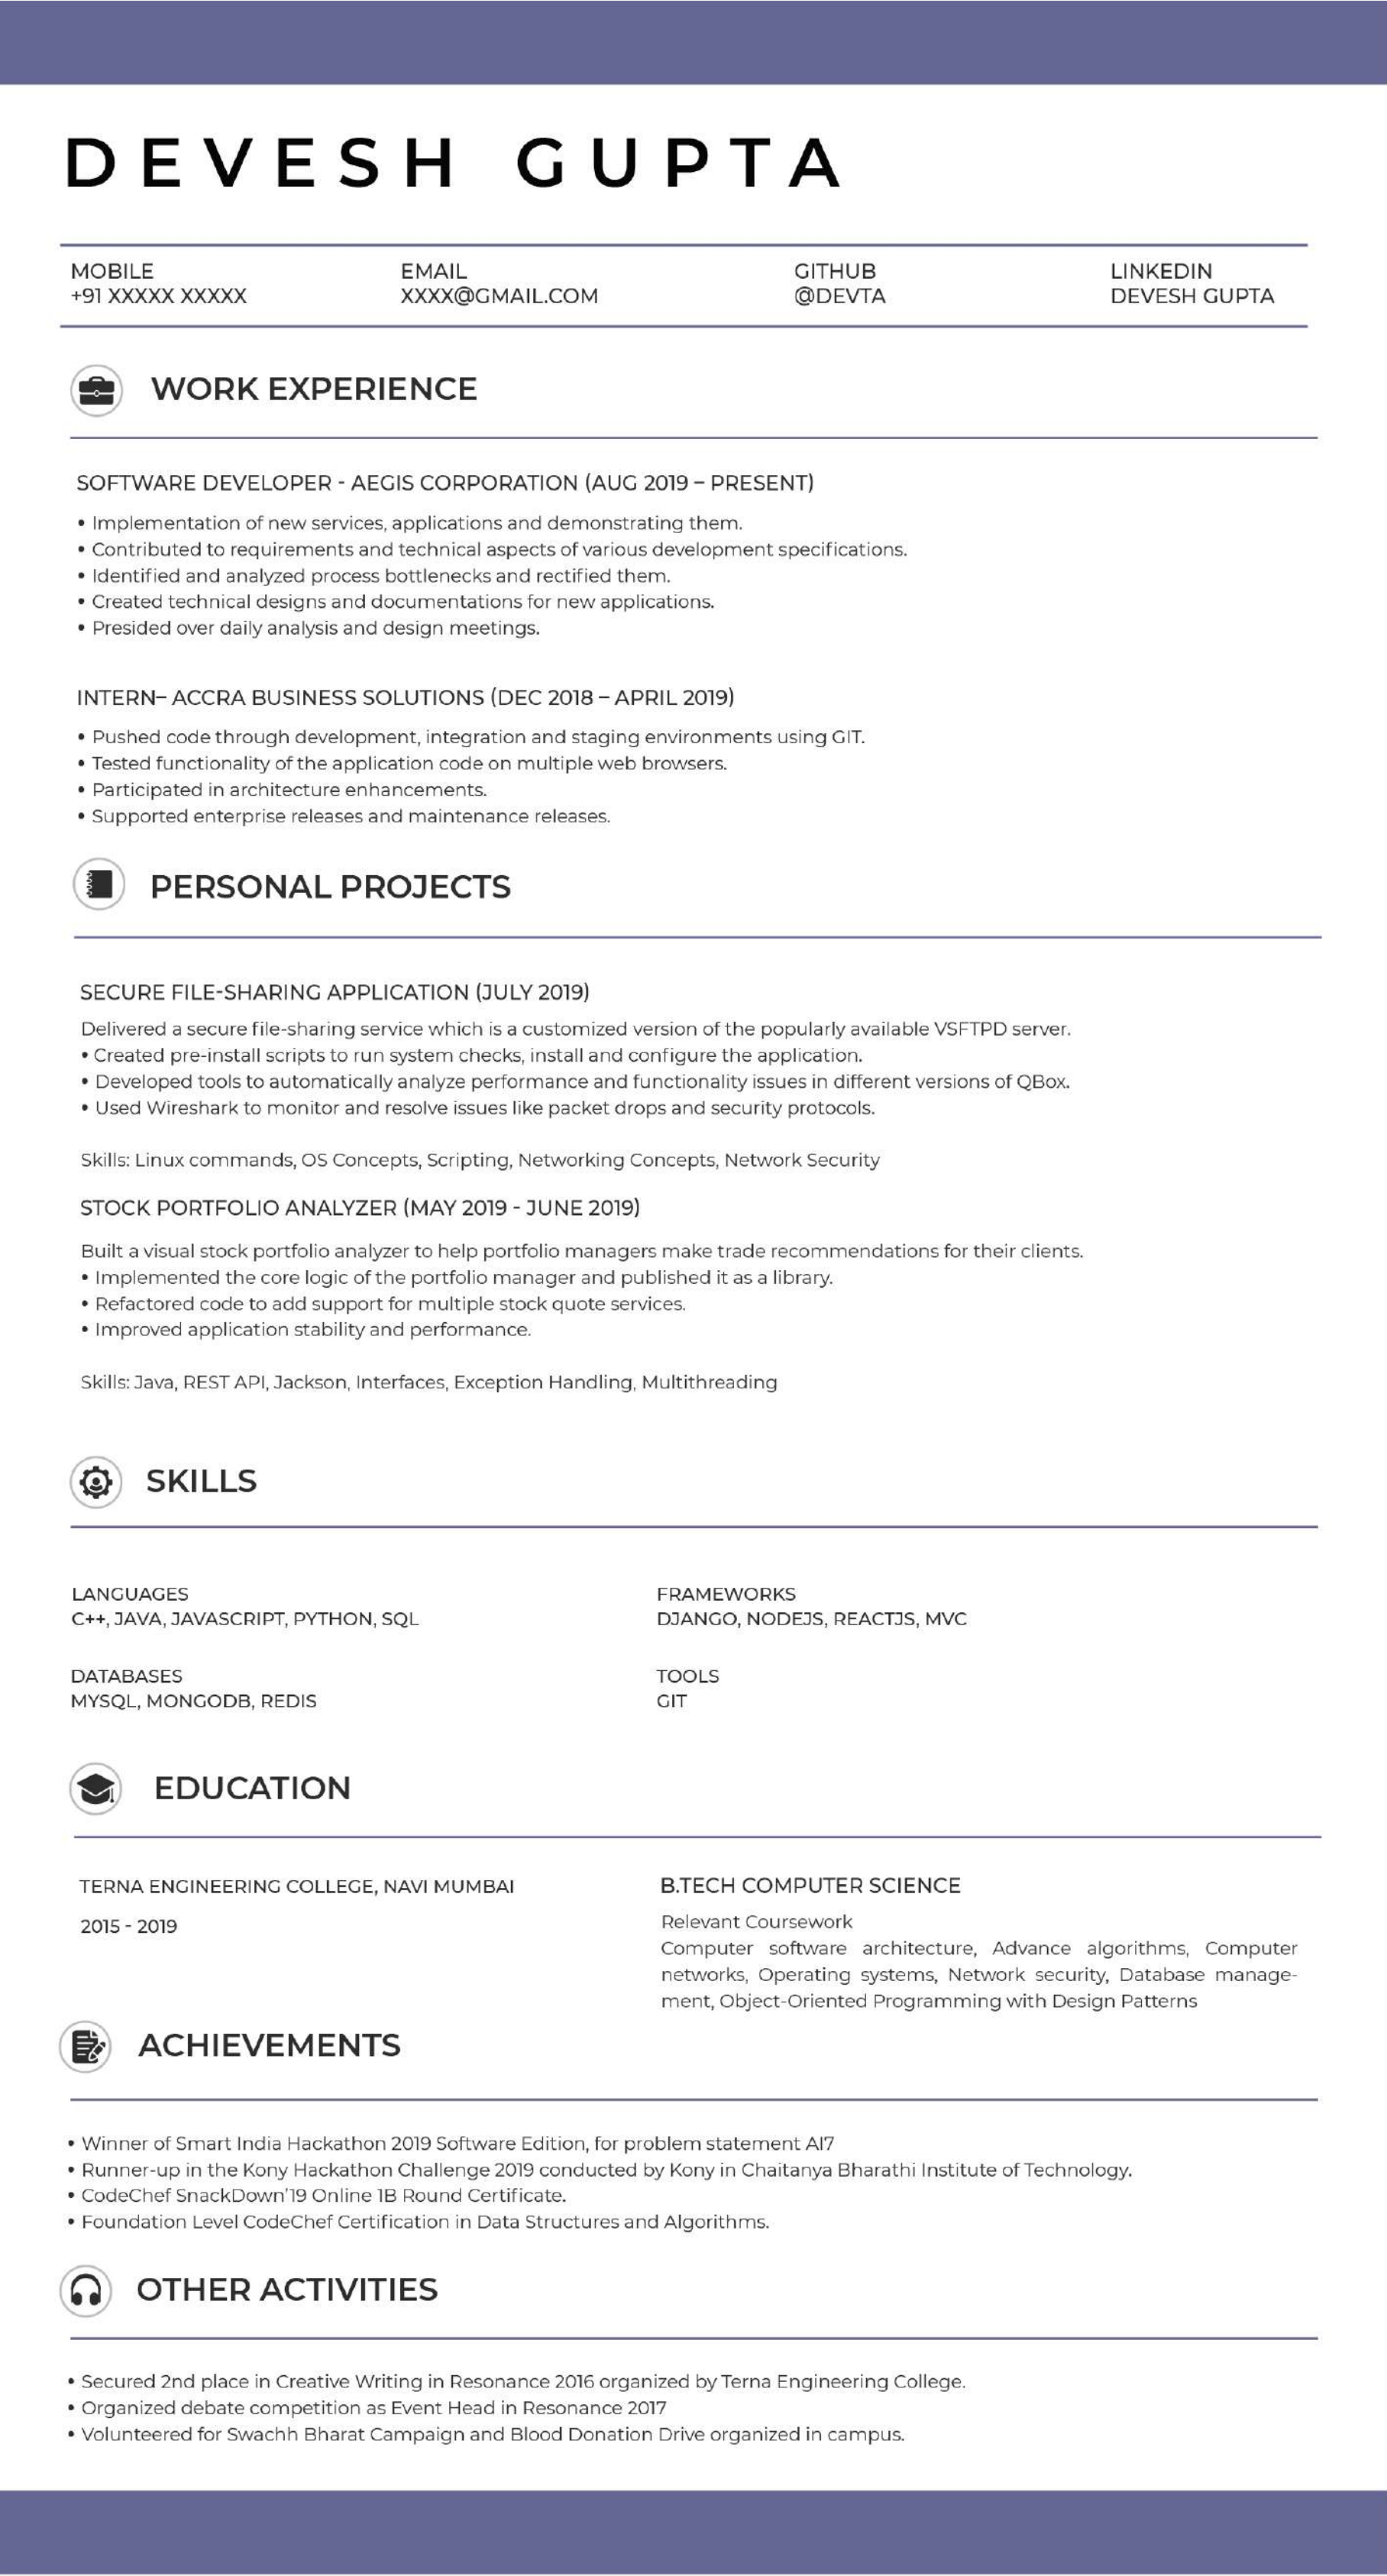 DEVESH GUPTA
MOBILE
+91 XXXXX XXXXX
EMAIL
XXXX@GMAIL.COM
GITHUB
@DEVTA
LINKEDIN
DEVESH GUPTA
WORK EXPERIENCE
SOFTWARE DEVELOPER - AEGIS CORPORATION (AUG 2019 – PRESENT)
• Implementation of new services, applications and demonstrating them.
• Contributed to requirements and technical aspects of various development specifications.
• Identified and analyzed process bottlenecks and rectified them.
• Created technical designs and documentations for new applications.
• Presided over daily analysis and design meetings.
INTERN– ACCRA BUSINESS SOLUTIONS (DEC 2018 – APRIL 2019)
• Pushed code through development, integration and staging environments using GIT.
• Tested functionality of the application code on multiple web browsers.
• Participated in architecture enhancements.
• Supported enterprise releases and maintenance releases.
PERSONAL PROJECTS
SECURE FILE-SHARING APPLICATION (JULY 2019)
Delivered a secure file-sharing service which is a customized version of the popularly available VSFTPD server.
• Created pre-install scripts to run system checks, install and configure the application.
• Developed tools to automatically analyze performance and functionality issues in different versions of QBox.
• Used Wireshark to monitor and resolve issues like packet drops and security protocols.
Skills: Linux commands, OS Concepts, Scripting, Networking Concepts, Network Security
STOCK PORTFOLIO ANALYZER (MAY 2019 - JUNE 2019)
Built a visual stock portfolio analyzer to help portfolio managers make trade recommendations for their clients.
• Implemented the core logic of the portfolio manager and published it as a library.
• Refactored code to add support for multiple stock quote services.
• Improved application stability and performance.
Skills: Java, REST API, Jackson, Interfaces, Exception Handling, Multithreading
SKILLS
LANGUAGES
C++, JAVA, JAVASCRIPT, PYTHON, SQL
FRAMEWORKS
DJANGO, NODEJS, REACTJS, MVC
DATABASES
MYSQL, MONGODB, REDIS
TOOLS
GIT
EDUCATION
TERNA ENGINEERING COLLEGE, NAVI MUMBAI
2015 - 2019
B.TECH COMPUTER SCIENCE
Relevant Coursework
Computer software architecture, Advance algorithms, Computer
networks, Operating systems, Network security, Database manage-
ment, Object-Oriented Programming with Design Patterns
ACHIEVEMENTS
• Winner of Smart India Hackathon 2019 Software Edition, for problem statement AI7
• Runner-up in the Kony Hackathon Challenge 2019 conducted by Kony in Chaitanya Bharathi Institute of Technology.
• CodeChef SnackDown'19 Online 1B Round Certificate.
• Foundation Level CodeChef Certification in Data Structures and Algorithms.
OTHER ACTIVITIES
• Secured 2nd place in Creative Writing in Resonance 2016 organized by Terna Engineering College.
• Organized debate competition as Event Head in Resonance 2017
• Volunteered for Swachh Bharat Campaign and Blood Donation Drive organized in campus.